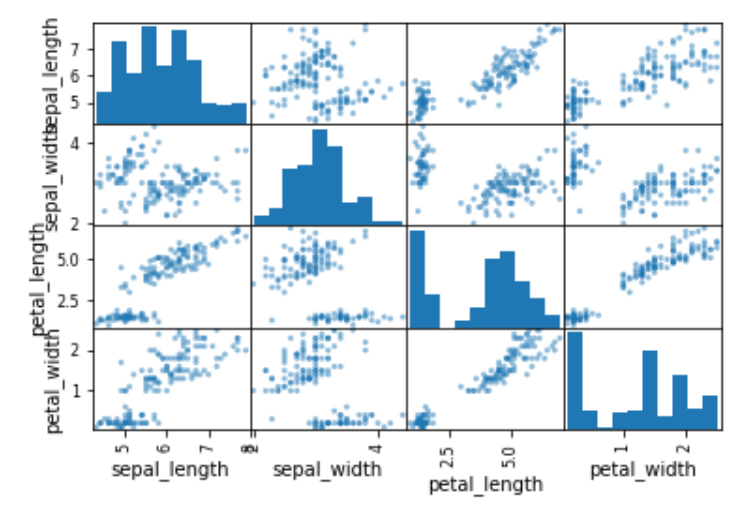 sepal_length
7
6
5
sepal_width
4
2
petal_length
5.0
2.5
petal_width
2
1
5 6 7 8
2 4
2.5 5.0
1 2
sepal_length
sepal_width
petal_length
petal_width